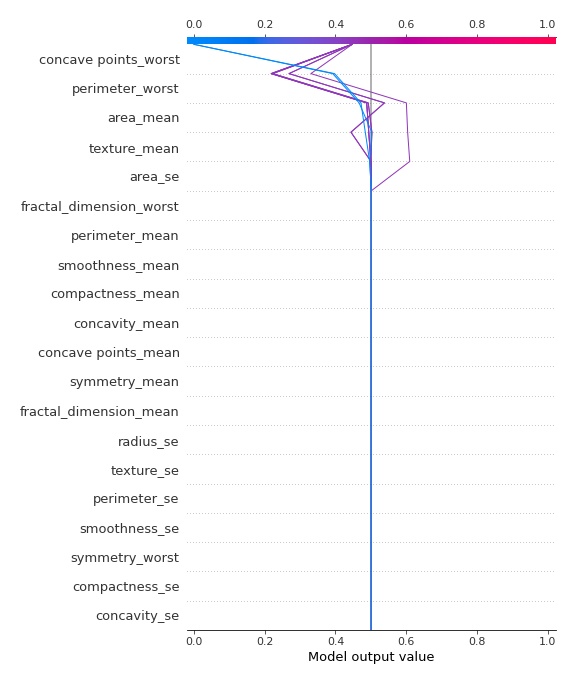 0.0 0.2 0.4 0.6 0.8 1.0
concave points_worst
perimeter_worst
area_mean
texture_mean
area_se
fractal_dimension_worst
perimeter_mean
smoothness_mean
compactness_mean
concavity_mean
concave points_mean
symmetry_mean
fractal_dimension_mean
radius_se
texture_se
perimeter_se
smoothness_se
symmetry_worst
compactness_se
concavity_se
0.0 0.2 0.4 0.6 0.8 1.0
Model output value